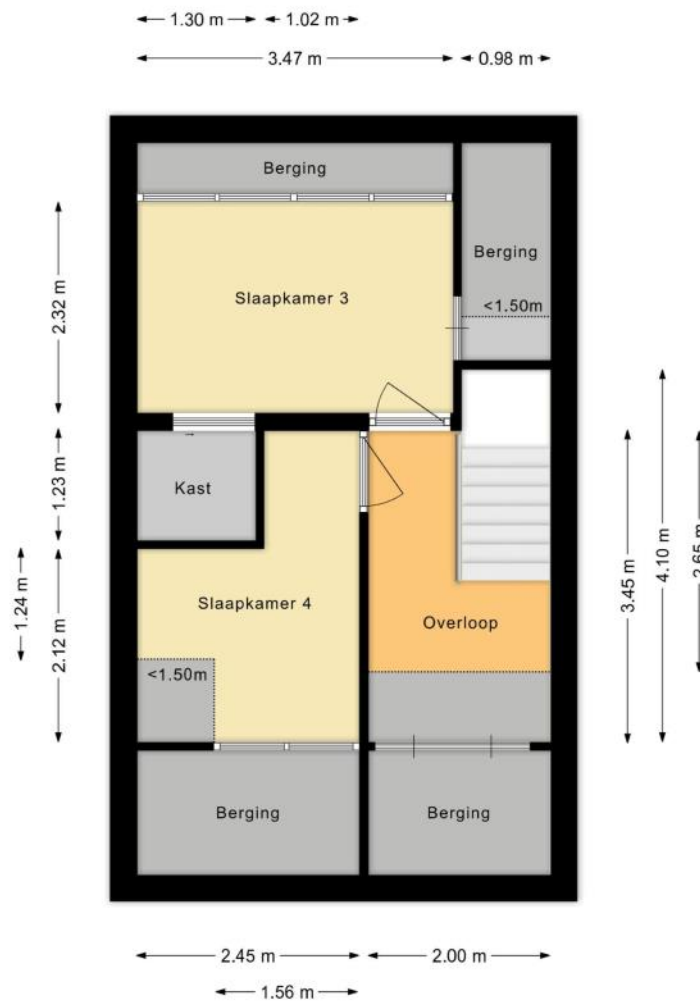 1.30 m
1.02 m
3.47 m
0.98 m
Berging
Berging
<1.50m
Slaapkamer 3
2.32 m
Kast
1.23 m
Slaapkamer 4
<1.50m
1.24 m
2.12 m
Overloop
3.45 m
4.10 m
2.65 m
Berging
Berging
2.45 m
2.00 m
1.56 m